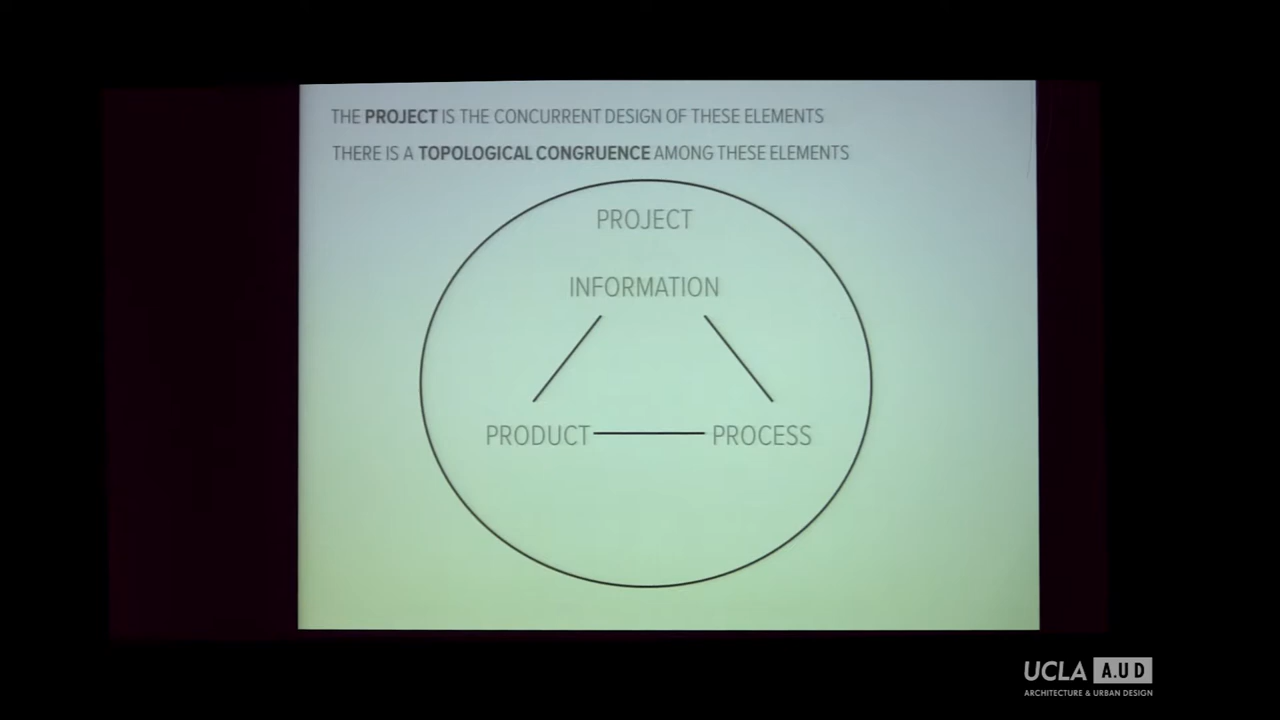 THE PROJECT IS THE CONCURRENT DESIGN OF THESE ELEMENTS
THERE IS A TOPOLOGICAL CONGRUENCE AMONG THESE ELEMENTS
PROJECT
INFORMATION
PRODUCT PROCESS
UCLA A.UD
ARCHITECTURE & URBAN DESIGN